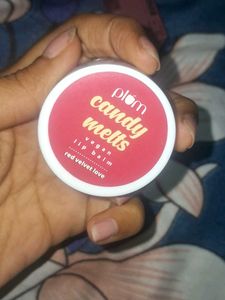 plum
candy
melts
vegan
lip balm
red velvet love